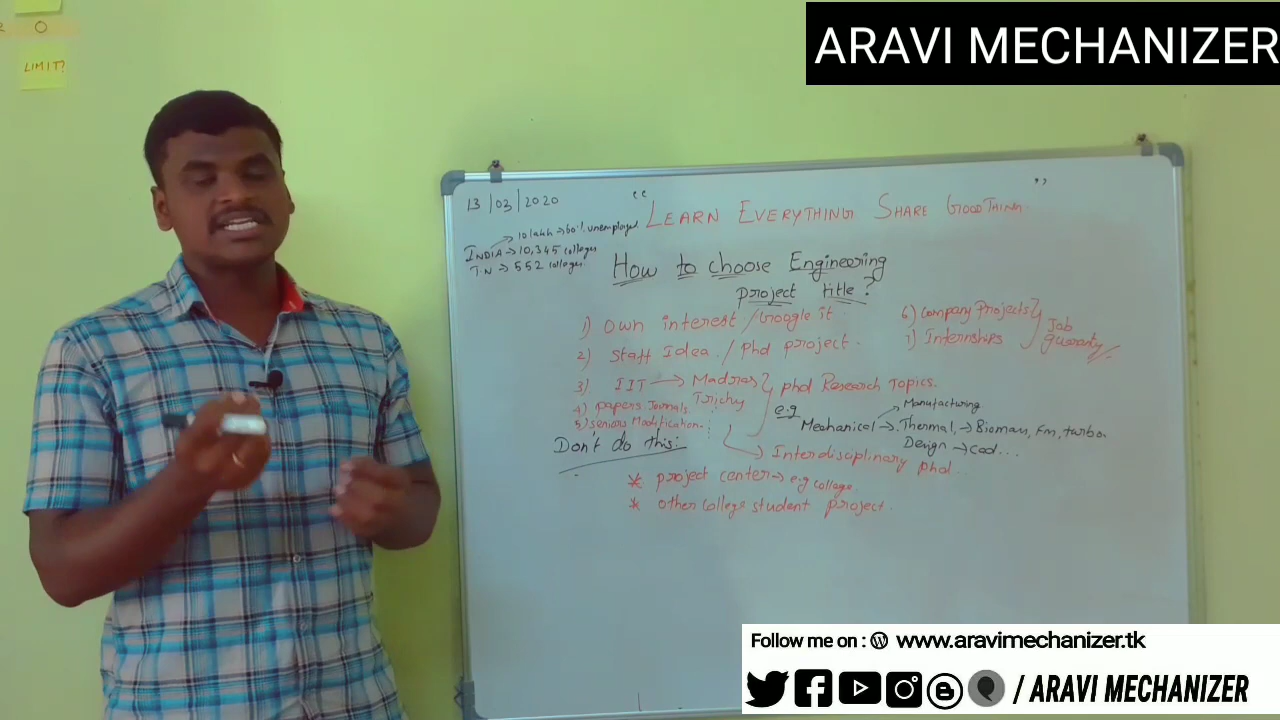 O
LIMIT?
ARAVI MECHANIZER
13/03/2020
"LEARN EVERYTHING SHARE GOOD THING"
10 lakh → 60% unemployed
INDIA → 10,345 colleges
T.N → 552 colleges
How to choose Engineering
project title?
1) own interest / Google it
2) Staff Idea / phd project
3) IIT → Madras
Trichy
phd Research Topics.
4) papers Journals
5) Seniors Modification
6) Company Projects
7) Internships
Job
guaranty
e.g
Mechanical → Thermal, → Biomass, Fm, turbo
Manufacturing
Design → Cad...
Interdisciplinary phd..
Don't do this:
* project center → e.g college
* other college student project.
Follow me on : www.aravimechanizer.tk
/ ARAVI MECHANIZER